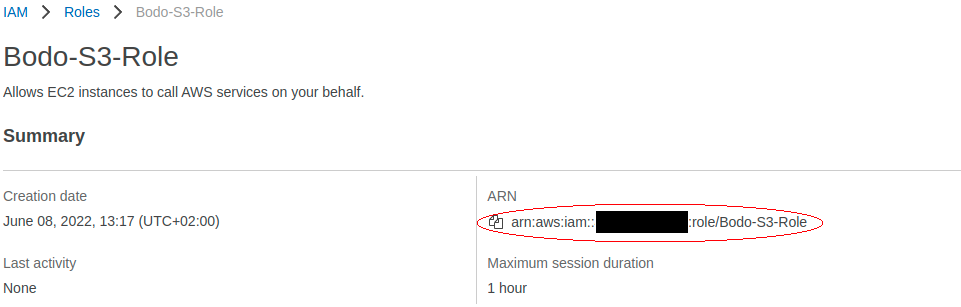 IAM > Roles > Bodo-S3-Role
Bodo-S3-Role
Allows EC2 instances to call AWS services on your behalf.
Summary
Creation date
June 08, 2022, 13:17 (UTC+02:00)
ARN
arn:aws:iam:: :role/Bodo-S3-Role
Last activity
None
Maximum session duration
1 hour